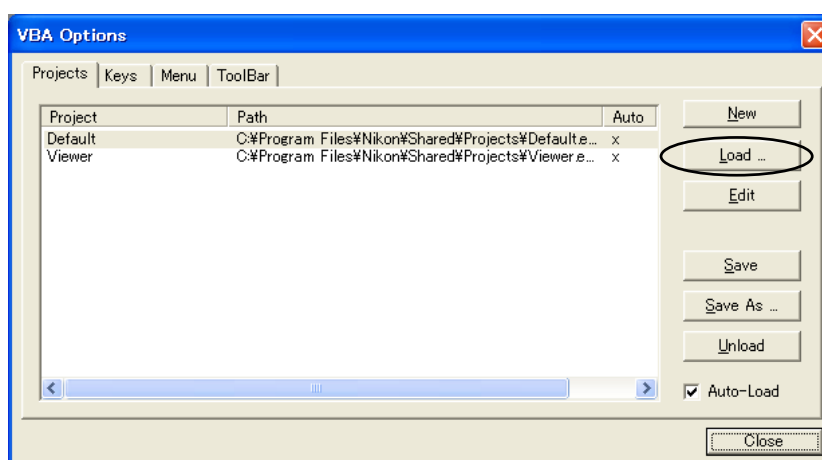 VBA Options
Projects Keys Menu ToolBar
Project Path Auto
Default C:¥Program Files¥Nikon¥Shared¥Projects¥Default.e... x
Viewer C:¥Program Files¥Nikon¥Shared¥Projects¥Viewer.e... x
New
Load ...
Edit
Save
Save As ...
Unload
Auto-Load
Close